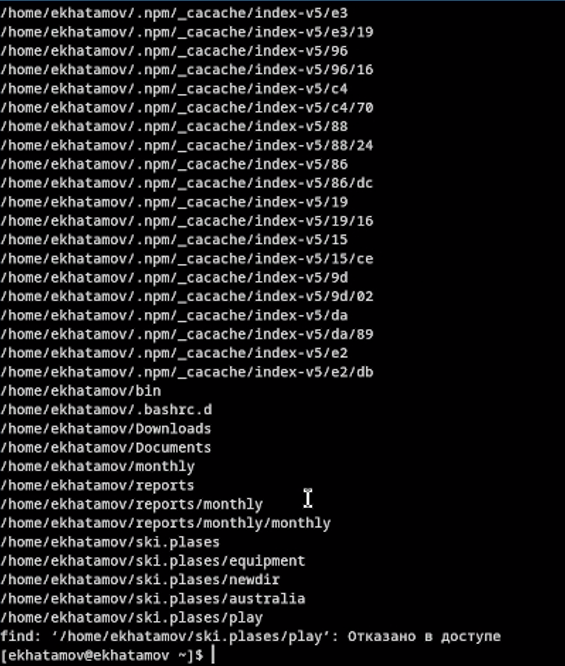 /home/ekhatamov/.npm/_cacache/index-v5/e3
/home/ekhatamov/.npm/_cacache/index-v5/e3/19
/home/ekhatamov/.npm/_cacache/index-v5/96
/home/ekhatamov/.npm/_cacache/index-v5/96/16
/home/ekhatamov/.npm/_cacache/index-v5/c4
/home/ekhatamov/.npm/_cacache/index-v5/c4/70
/home/ekhatamov/.npm/_cacache/index-v5/88
/home/ekhatamov/.npm/_cacache/index-v5/88/24
/home/ekhatamov/.npm/_cacache/index-v5/86
/home/ekhatamov/.npm/_cacache/index-v5/86/dc
/home/ekhatamov/.npm/_cacache/index-v5/19
/home/ekhatamov/.npm/_cacache/index-v5/19/16
/home/ekhatamov/.npm/_cacache/index-v5/15
/home/ekhatamov/.npm/_cacache/index-v5/15/ce
/home/ekhatamov/.npm/_cacache/index-v5/9d
/home/ekhatamov/.npm/_cacache/index-v5/9d/02
/home/ekhatamov/.npm/_cacache/index-v5/da
/home/ekhatamov/.npm/_cacache/index-v5/da/89
/home/ekhatamov/.npm/_cacache/index-v5/e2
/home/ekhatamov/.npm/_cacache/index-v5/e2/db
/home/ekhatamov/bin
/home/ekhatamov/.bashrc.d
/home/ekhatamov/Downloads
/home/ekhatamov/Documents
/home/ekhatamov/monthly
/home/ekhatamov/reports
/home/ekhatamov/reports/monthly
/home/ekhatamov/reports/monthly/monthly
/home/ekhatamov/ski.plases
/home/ekhatamov/ski.plases/equipment
/home/ekhatamov/ski.plases/newdir
/home/ekhatamov/ski.plases/australia
/home/ekhatamov/ski.plases/play
find: ‘/home/ekhatamov/ski.plases/play’: Отказано в доступе
[ekhatamov@ekhatamov ~]$